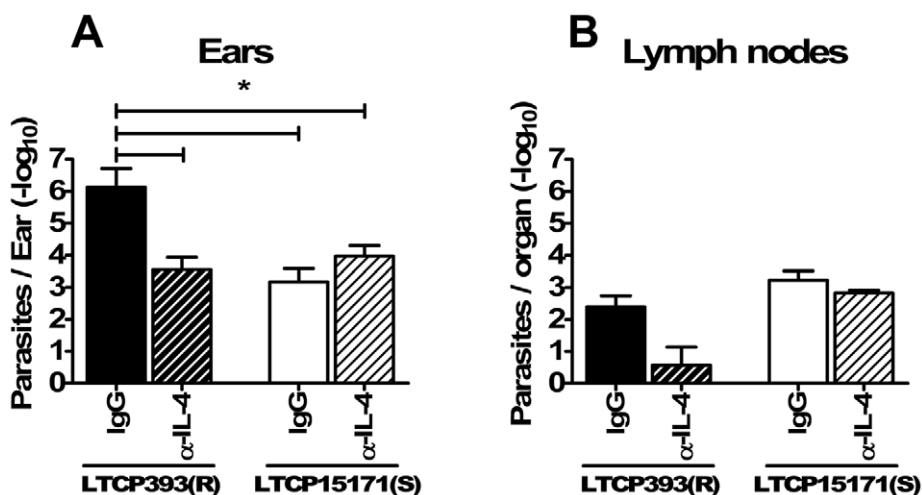 A
Ears
*
Parasites / Ear (-log₁₀)
7
6
5
4
3
2
1
0
IgG
α-IL-4
IgG
α-IL-4
LTCP393(R)
LTCP15171(S)
B
Lymph nodes
Parasites / organ (-log₁₀)
7
6
5
4
3
2
1
0
IgG
α-IL-4
IgG
α-IL-4
LTCP393(R)
LTCP15171(S)